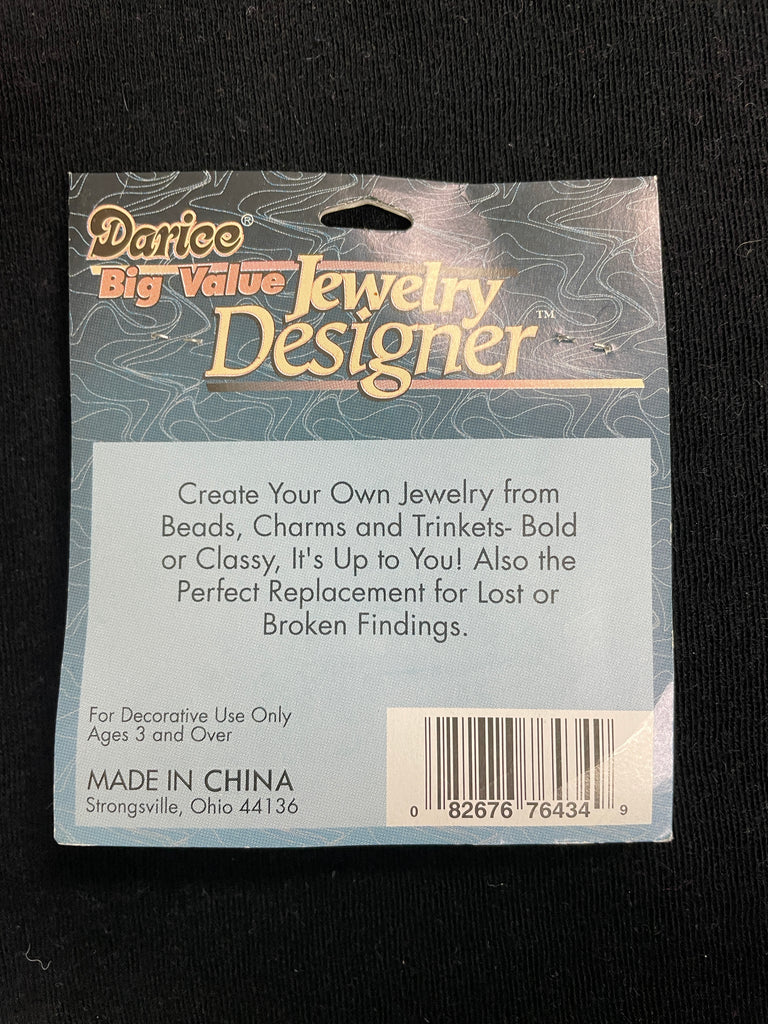 Darice®
Big Value
Jewelry
Designer™
Create Your Own Jewelry from
Beads, Charms and Trinkets- Bold
or Classy, It's Up to You! Also the
Perfect Replacement for Lost or
Broken Findings.
For Decorative Use Only
Ages 3 and Over
MADE IN CHINA
Strongsville, Ohio 44136
0 82676 76434 9